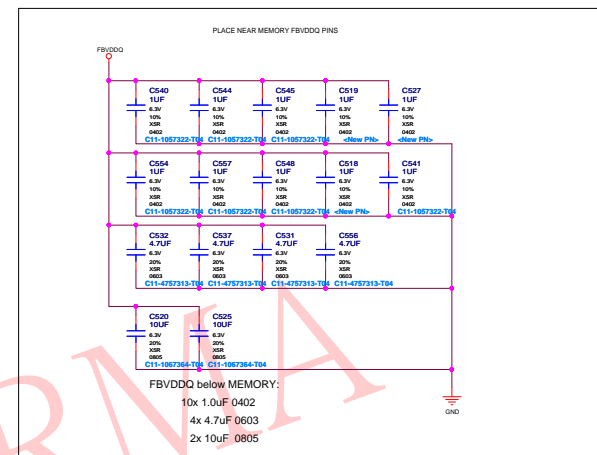 PLACE NEAR MEMORY FBVDDQ PINS
FBVDDQ
C540 C544 C545 C519 C527
1UF 1UF 1UF 1UF 1UF
6.3V 6.3V 6.3V 6.3V 6.3V
10% 10% 10% 10% 10%
X5R X5R X5R X5R X5R
0402 0402 0402 0402 0402
C11-1057322-T04 C11-1057322-T04 C11-1057322-T04 <New PN> <New PN>
C554 C557 C548 C518 C541
1UF 1UF 1UF 1UF 1UF
6.3V 6.3V 6.3V 6.3V 6.3V
10% 10% 10% 10% 10%
X5R X5R X5R X5R X5R
0402 0402 0402 0402 0402
C11-1057322-T04 C11-1057322-T04 C11-1057322-T04 <New PN> C11-1057322-T04
C532 C537 C531 C556
4.7UF 4.7UF 4.7UF 4.7UF
6.3V 6.3V 6.3V 6.3V
20% 20% 20% 20%
X5R X5R X5R X5R
0603 0603 0603 0603
C11-4757313-T04 C11-4757313-T04 C11-4757313-T04 C11-4757313-T04
C520 C525
10UF 10UF
6.3V 6.3V
20% 20%
X5R X5R
0805 0805
C11-1067364-T04 C11-1067364-T04
FBVDDQ below MEMORY:
10x 1.0uF 0402
4x 4.7uF 0603
2x 10uF 0805
GND
RMA